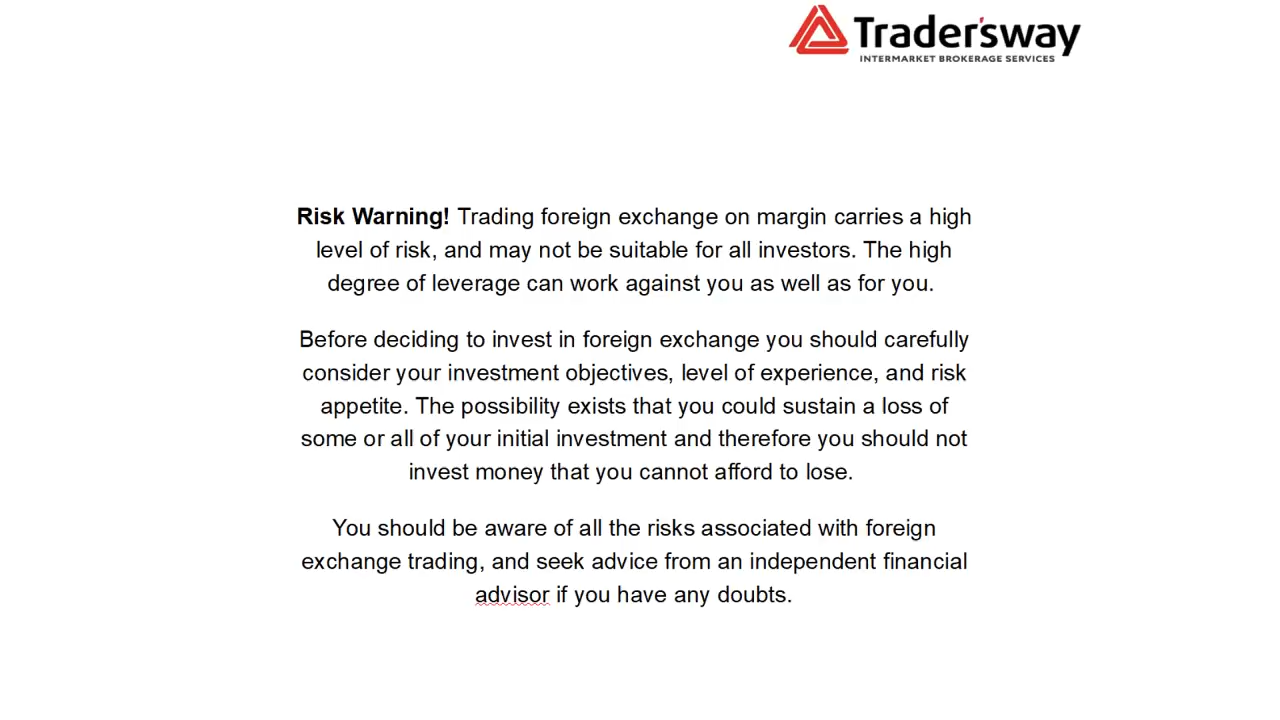 Trader'sway
INTERMARKET BROKERAGE SERVICES
Risk Warning! Trading foreign exchange on margin carries a high
level of risk, and may not be suitable for all investors. The high
degree of leverage can work against you as well as for you.
Before deciding to invest in foreign exchange you should carefully
consider your investment objectives, level of experience, and risk
appetite. The possibility exists that you could sustain a loss of
some or all of your initial investment and therefore you should not
invest money that you cannot afford to lose.
You should be aware of all the risks associated with foreign
exchange trading, and seek advice from an independent financial
advisor if you have any doubts.